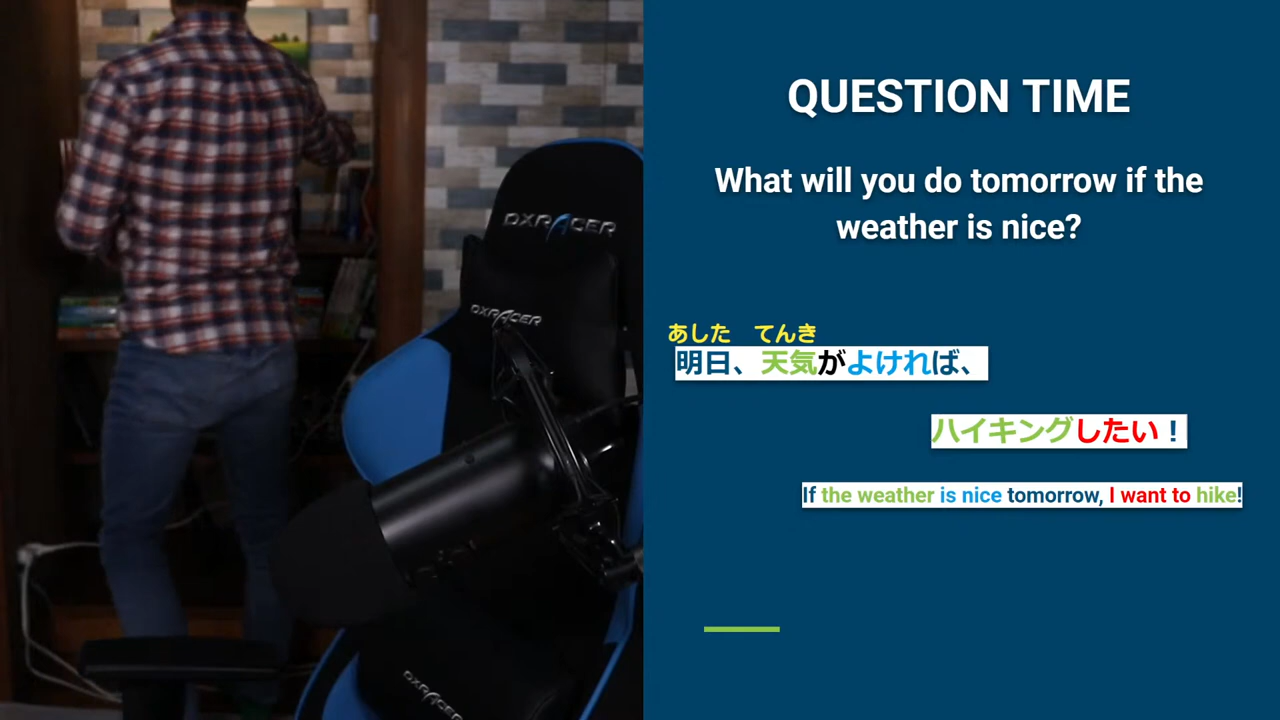 QUESTION TIME
What will you do tomorrow if the
weather is nice?
あした てんき
明日、天気がよければ、
ハイキングしたい！
If the weather is nice tomorrow, I want to hike!
DXRACER
DXRACER
DXRACER